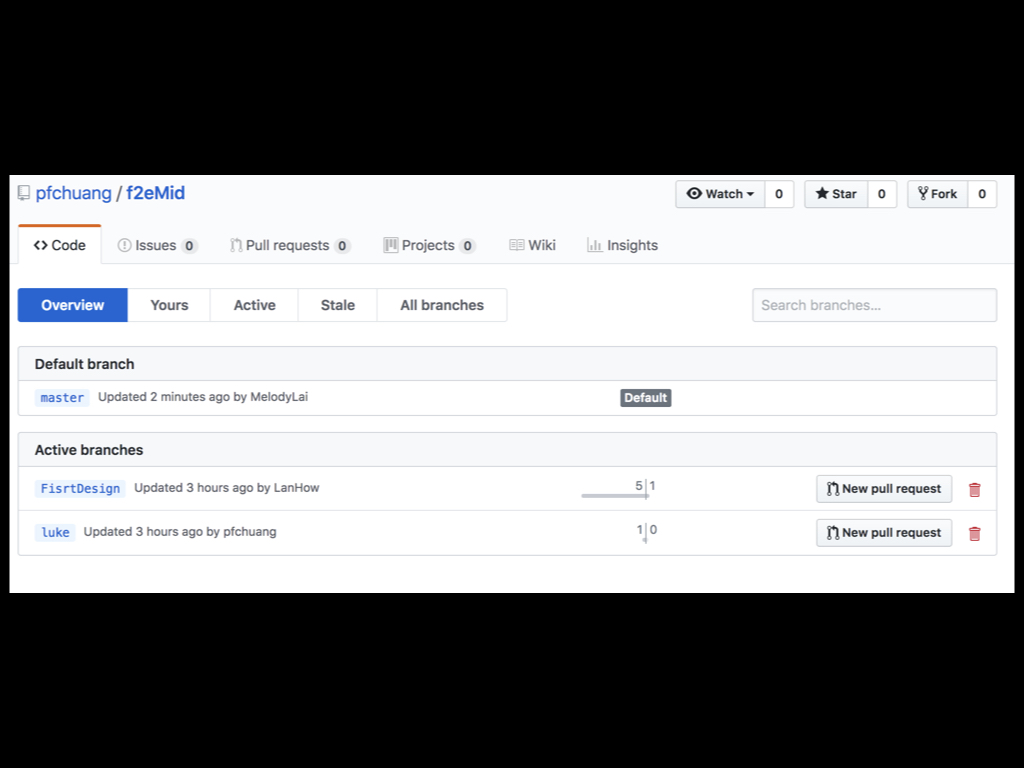 pfchuang / f2eMid Watch 0 Star 0 Fork 0
Code Issues 0 Pull requests 0 Projects 0 Wiki Insights
Overview Yours Active Stale All branches Search branches...
Default branch
master Updated 2 minutes ago by MelodyLai Default
Active branches
FisrtDesign Updated 3 hours ago by LanHow 5 1 New pull request
luke Updated 3 hours ago by pfchuang 1 0 New pull request